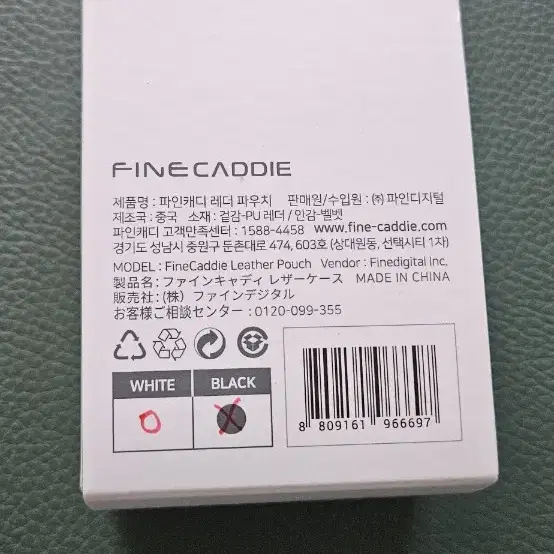 FINECADDIE
제품명 : 파인캐디 레더 파우치 판매원/수입원 : ㈜ 파인디지털
제조국 : 중국 소재 : 겉감-PU 레더 / 안감-벨벳
파인캐디 고객만족센터 : 1588-4458 www.fine-caddie.com
경기도 성남시 중원구 둔촌대로 474, 603호 (상대원동, 선택시티 1차)
MODEL : FineCaddie Leather Pouch Vendor : Finedigital Inc.
製品名 : ファインキャディ レザーケース MADE IN CHINA
販売社 : (株) ファインデジタル
お客様ご相談センター : 0120-099-355
WHITE BLACK
8 809161 966697